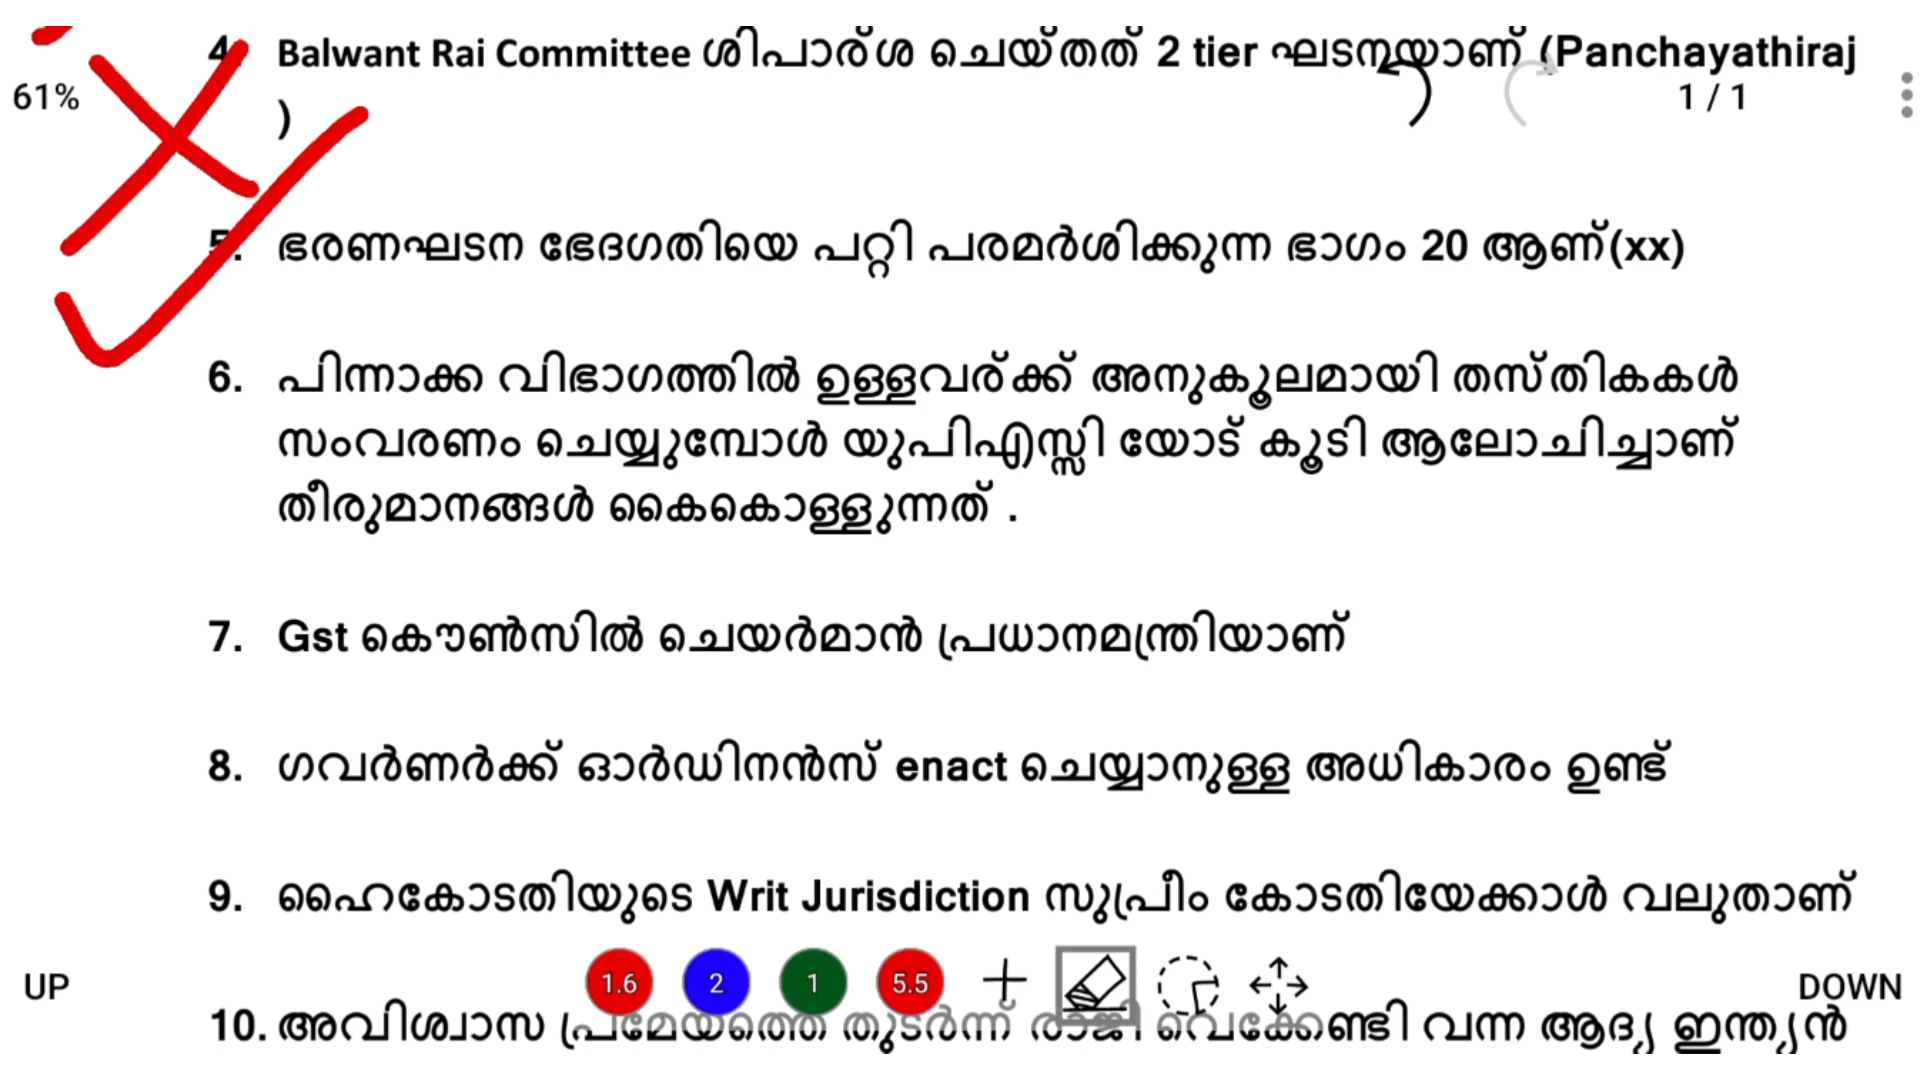 4. Balwant Rai Committee ശിപാര്ശ ചെയ്തത് 2 tier ഘടനയാണ് (Panchayathiraj
61%
1 / 1
)
5. ഭരണഘടന ഭേദഗതിയെ പറ്റി പരമർശിക്കുന്ന ഭാഗം 20 ആണ്(xx)
6. പിന്നാക്ക വിഭാഗത്തിൽ ഉള്ളവര്ക്ക് അനുകൂലമായി തസ്തികകൾ
സംവരണം ചെയ്യുമ്പോൾ യുപിഎസ്സി യോട് കൂടി ആലോചിച്ചാണ്
തീരുമാനങ്ങൾ കൈകൊള്ളുന്നത് .
7. Gst കൌൺസിൽ ചെയർമാൻ പ്രധാനമന്ത്രിയാണ്
8. ഗവർണർക്ക് ഓർഡിനൻസ് enact ചെയ്യാനുള്ള അധികാരം ഉണ്ട്
9. ഹൈകോടതിയുടെ Writ Jurisdiction സുപ്രീം കോടതിയേക്കാൾ വലുതാണ്
UP
1.6 2 1 5.5
DOWN
10. അവിശ്വാസ പ്രമേയത്തെ തുടർന്ന് രാജി വെക്കേണ്ടി വന്ന ആദ്യ ഇന്ത്യൻ